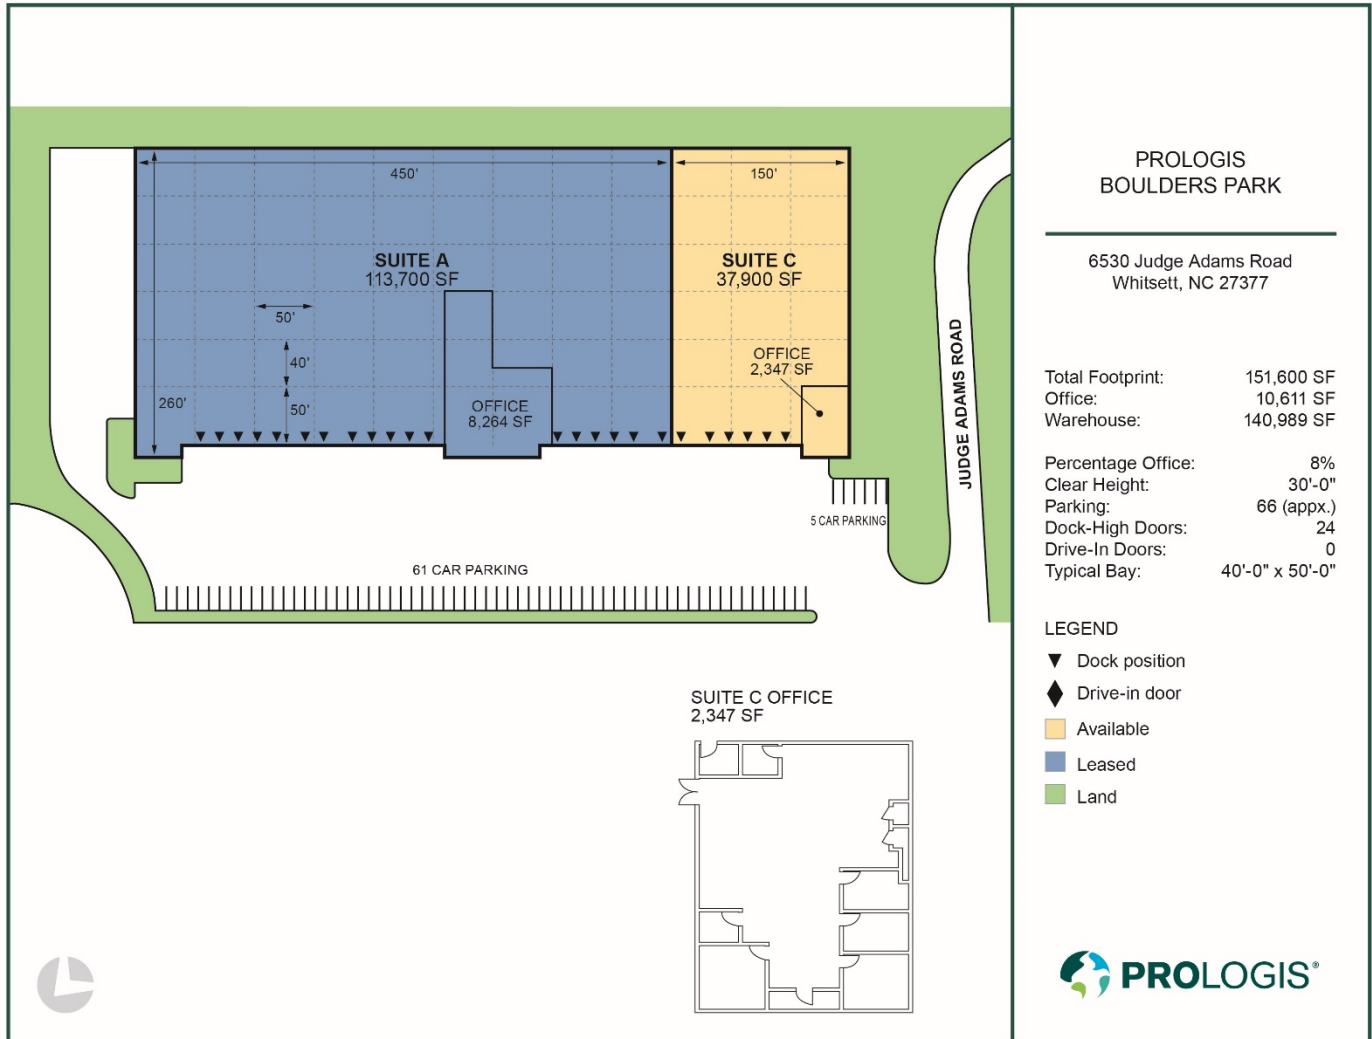 450'
150'
SUITE A
113,700 SF
SUITE C
37,900 SF
50'
40'
50'
260'
OFFICE
8,264 SF
OFFICE
2,347 SF
JUDGE ADAMS ROAD
5 CAR PARKING
61 CAR PARKING
SUITE C OFFICE
2,347 SF
PROLOGIS
BOULDERS PARK
6530 Judge Adams Road
Whitsett, NC 27377
Total Footprint: 151,600 SF
Office: 10,611 SF
Warehouse: 140,989 SF
Percentage Office: 8%
Clear Height: 30'-0"
Parking: 66 (appx.)
Dock-High Doors: 24
Drive-In Doors: 0
Typical Bay: 40'-0" x 50'-0"
LEGEND
Dock position
Drive-in door
Available
Leased
Land
PROLOGIS®